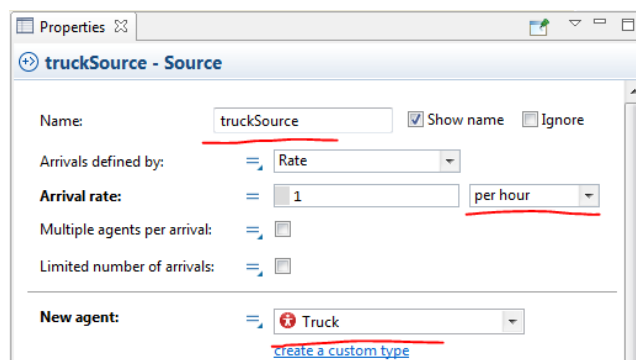 Properties
truckSource - Source
Name: truckSource Show name Ignore
Arrivals defined by: Rate
Arrival rate: 1 per hour
Multiple agents per arrival:
Limited number of arrivals:
New agent: Truck
create a custom type